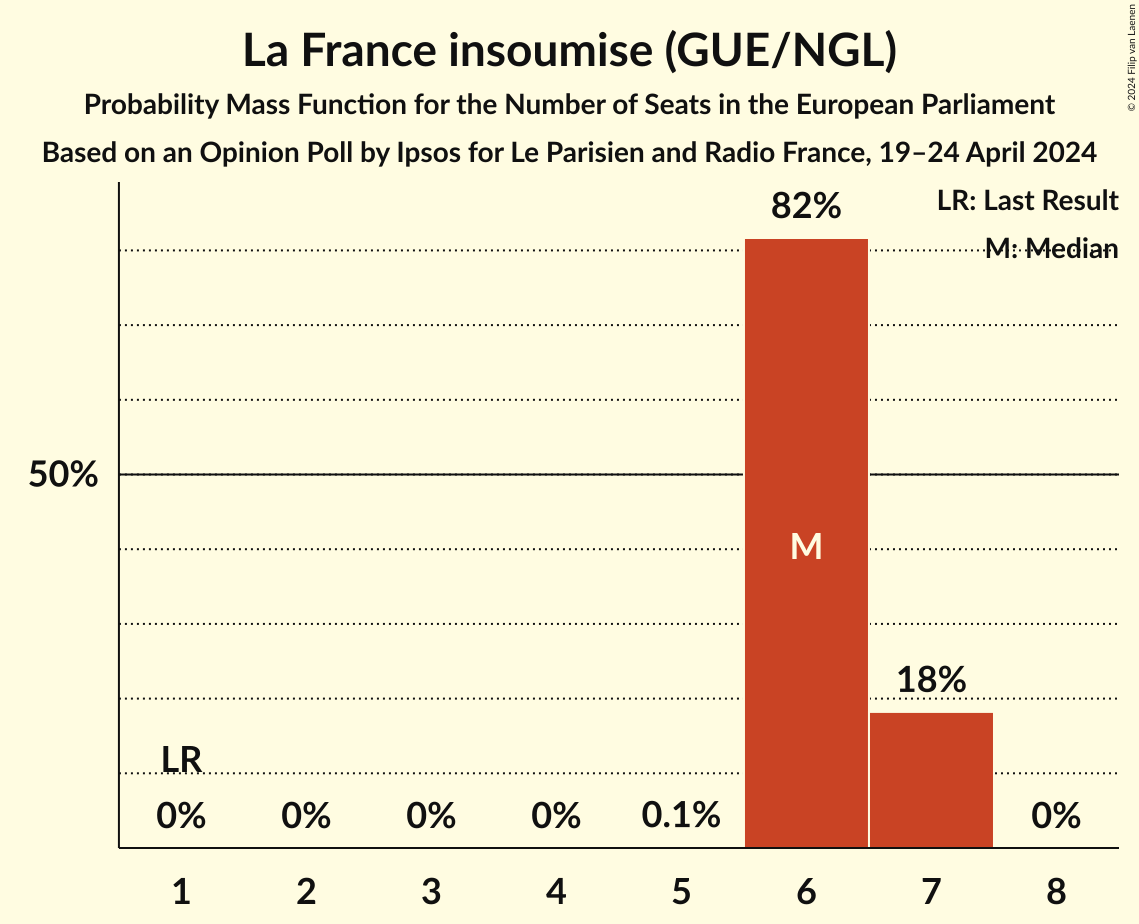 La France insoumise (GUE/NGL)
Probability Mass Function for the Number of Seats in the European Parliament
Based on an Opinion Poll by Ipsos for Le Parisien and Radio France, 19–24 April 2024
© 2024 Filip van Laenen
LR: Last Result
M: Median
82%
50%
M
18%
LR
0% 0% 0% 0% 0.1% 0%
1 2 3 4 5 6 7 8